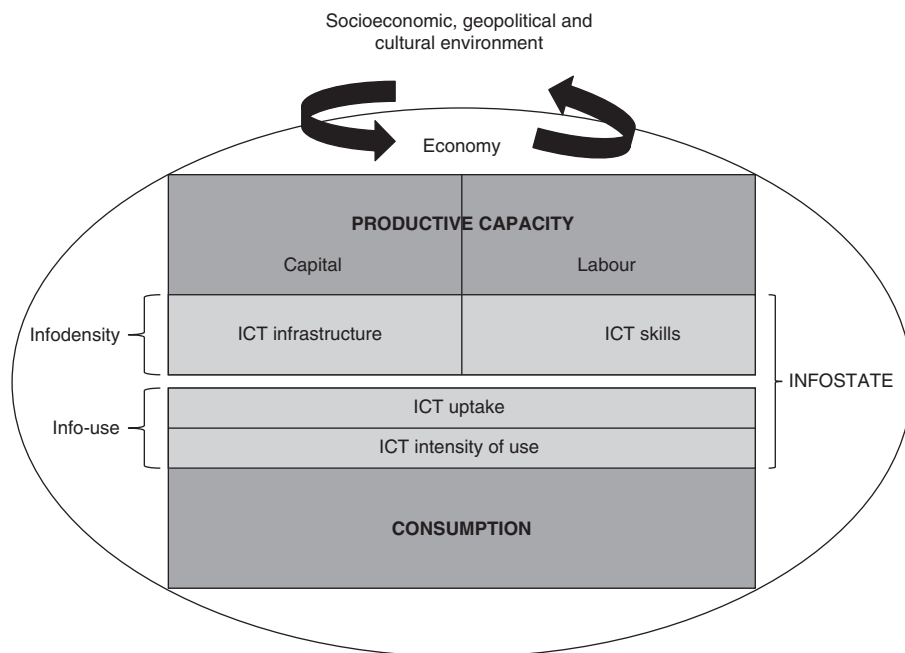 Socioeconomic, geopolitical and
cultural environment
Economy
PRODUCTIVE CAPACITY
Capital
Labour
Infodensity
ICT infrastructure
ICT skills
INFOSTATE
Info-use
ICT uptake
ICT intensity of use
CONSUMPTION